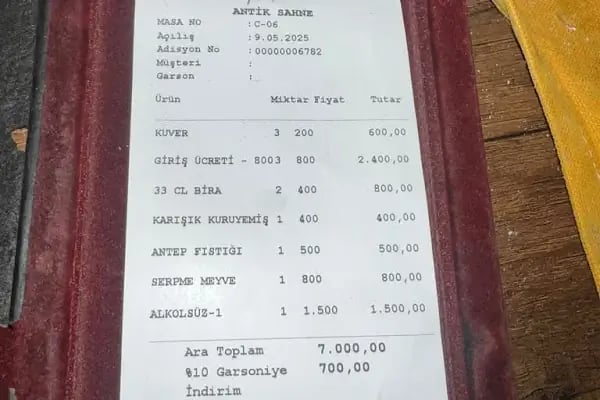 ANTİK SAHNE
MASA NO :C-06
Açılış :9.05.2025
Adisyon No :00000006782
Müşteri :
Garson :
Ürün Miktar Fiyat Tutar
KUVER 3 200 600,00
GİRİŞ ÜCRETİ - 8003 800 2.400,00
33 CL BIRA 2 400 800,00
KARIŞIK KURUYEMİŞ 1 400 400,00
ANTEP FISTIĞI 1 500 500,00
SERPME MEYVE 1 800 800,00
ALKOLSÜZ-1 1 1.500 1.500,00
Ara Toplam 7.000,00
%10 Garsoniye 700,00
İndirim